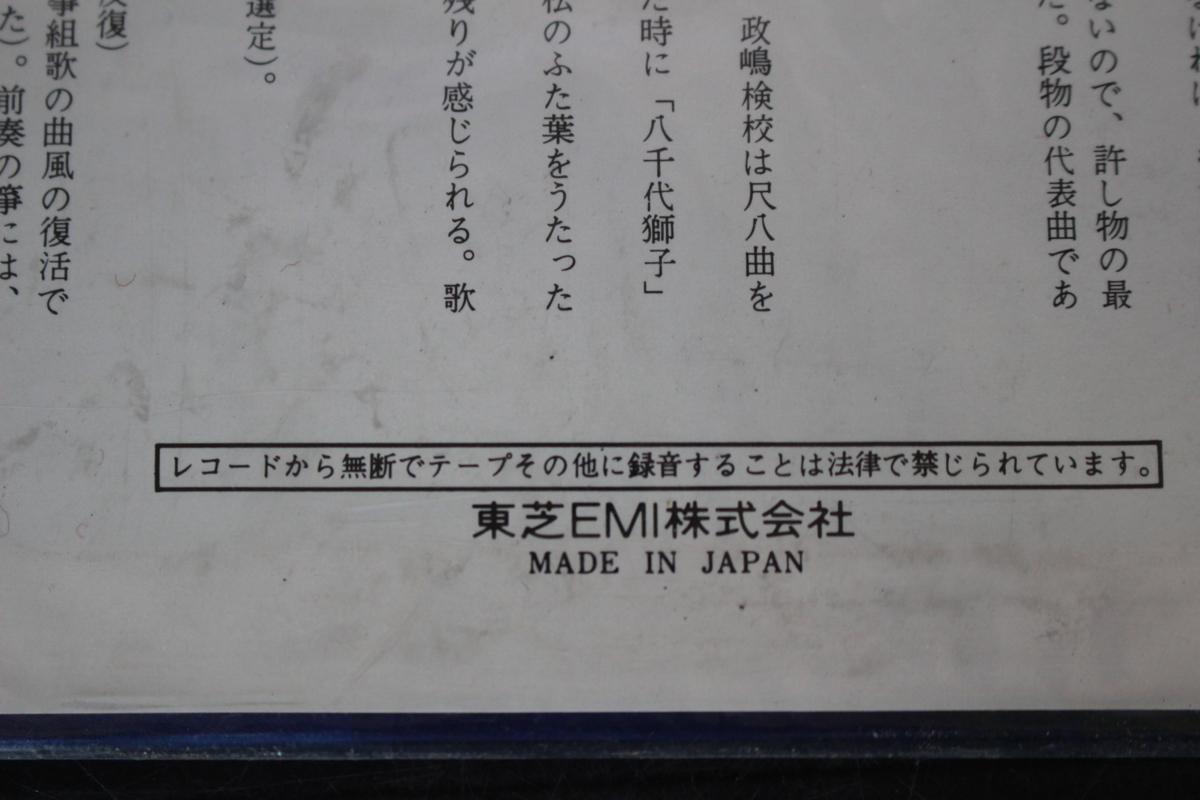 ないので、許し物の最
た。段物の代表曲であ
政嶋検校は尺八曲を
た時に「八千代獅子」
松のふた葉をうたった
残りが感じられる。歌
選定)。
反復)
箏組歌の曲風の復活で
た)。前奏の箏には、
レコードから無断でテープその他に録音することは法律で禁じられています。
東芝EMI株式会社
MADE IN JAPAN